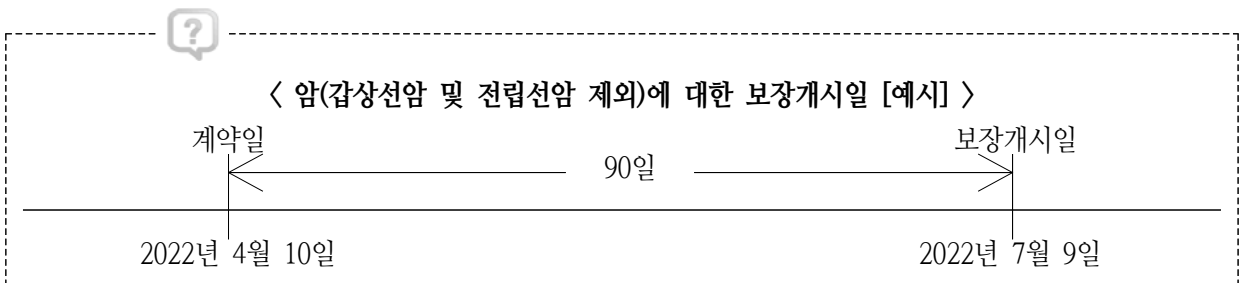 ?
〈 암(갑상선암 및 전립선암 제외)에 대한 보장개시일 [예시] 〉
계약일 보장개시일
90일
2022년 4월 10일 2022년 7월 9일